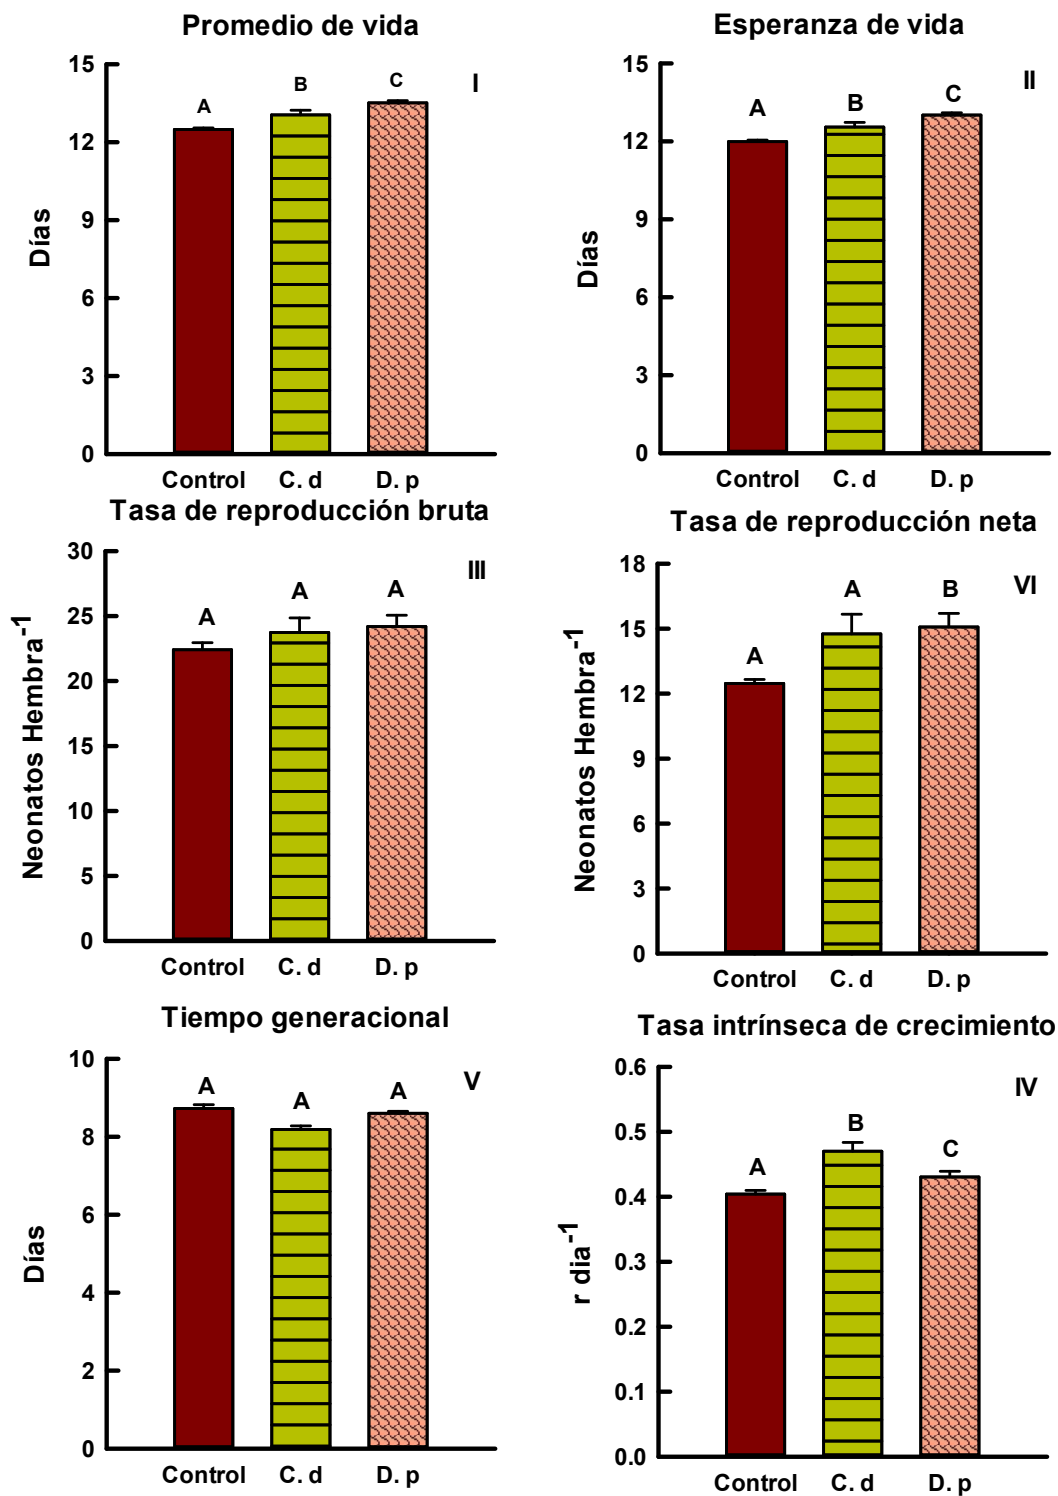 Promedio de vida
I
15
12
9
6
3
0
Días
A
B
C
Control C. d D. p
Esperanza de vida
II
15
12
9
6
3
0
Días
A
B
C
Control C. d D. p
Tasa de reproducción bruta
III
30
25
20
15
10
5
0
Neonatos Hembra-1
A
A
A
Control C. d D. p
Tasa de reproducción neta
VI
18
15
12
9
6
3
0
Neonatos Hembra-1
A
A
B
Control C. d D. p
Tiempo generacional
V
10
8
6
4
2
0
Días
A
A
A
Control C. d D. p
Tasa intrínseca de crecimiento
IV
0.6
0.5
0.4
0.3
0.2
0.1
0.0
r dia-1
A
B
C
Control C. d D. p